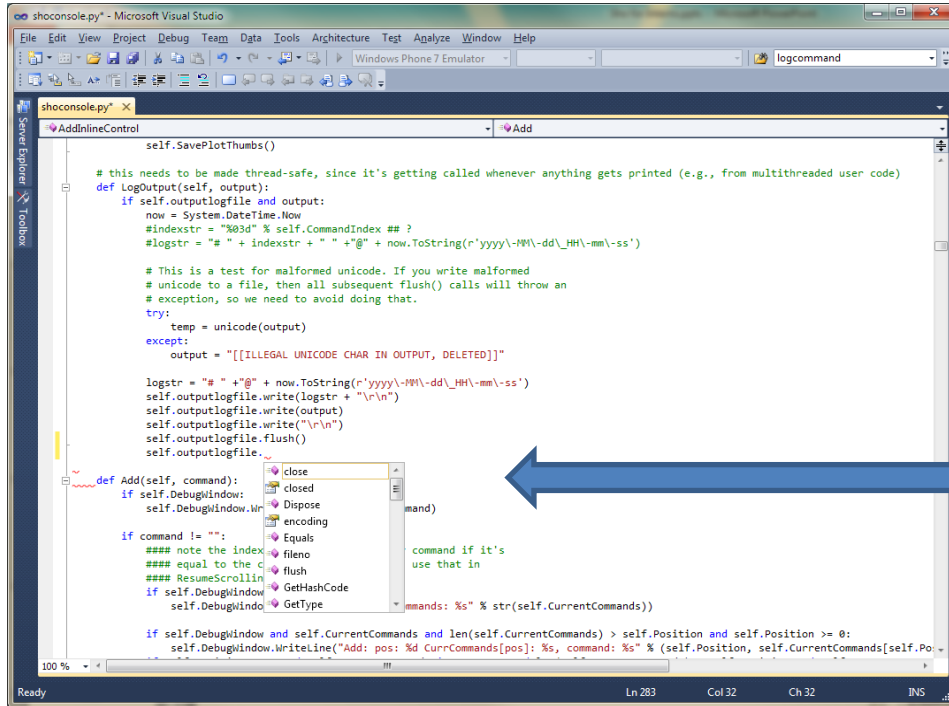 shoconsole.py* - Microsoft Visual Studio
File Edit View Project Debug Team Data Tools Architecture Test Analyze Window Help
Windows Phone 7 Emulator
logcommand
shoconsole.py*
AddInlineControl
Add
Server Explorer
Toolbox
self.SavePlotThumbs()
# this needs to be made thread-safe, since it's getting called whenever anything gets printed (e.g., from multithreaded user code)
def LogOutput(self, output):
if self.outputlogfile and output:
now = System.DateTime.Now
#indexstr = "%03d" % self.CommandIndex ## ?
#logstr = "# " + indexstr + " " +"@" + now.ToString(r'yyyy\-MM\-dd\_HH\-mm\-ss')
# This is a test for malformed unicode. If you write malformed
# unicode to a file, then all subsequent flush() calls will throw an
# exception, so we need to avoid doing that.
try:
temp = unicode(output)
except:
output = "[[ILLEGAL UNICODE CHAR IN OUTPUT, DELETED]]"
logstr = "# " +"@" + now.ToString(r'yyyy\-MM\-dd\_HH\-mm\-ss')
self.outputlogfile.write(logstr + "\r\n")
self.outputlogfile.write(output)
self.outputlogfile.write("\r\n")
self.outputlogfile.flush()
self.outputlogfile.
close
closed
Dispose
encoding
Equals
fileno
flush
GetHashCode
GetType
def Add(self, command):
if self.DebugWindow:
self.DebugWindow.Wr mand)
if command != "":
#### note the index command if it's
#### equal to the c use that in
#### ResumeScrollin
if self.DebugWindow
self.DebugWindo mmands: %s" % str(self.CurrentCommands))
if self.DebugWindow and self.CurrentCommands and len(self.CurrentCommands) > self.Position and self.Position >= 0:
self.DebugWindow.WriteLine("Add: pos: %d CurrCommands[pos]: %s, command: %s" % (self.Position, self.CurrentCommands[self.Po
100 %
Ready
Ln 283
Col 32
Ch 32
INS